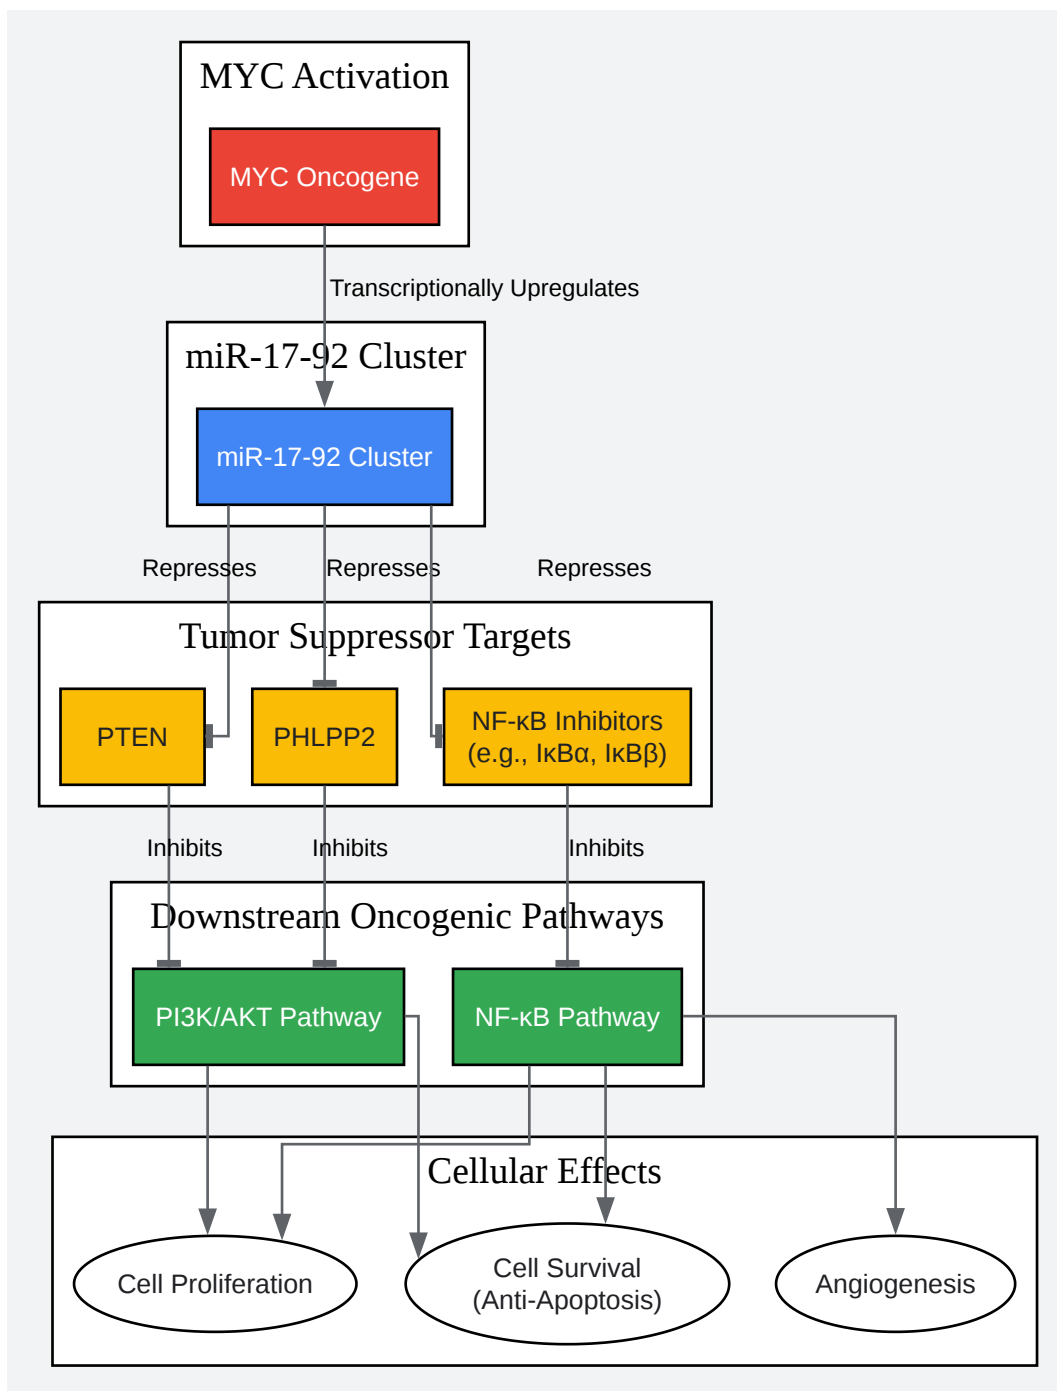 MYC Activation
MYC Oncogene
Transcriptionally Upregulates
miR-17-92 Cluster
miR-17-92 Cluster
Represses
Represses
Represses
Tumor Suppressor Targets
PTEN
PHLPP2
NF-κB Inhibitors
(e.g., IκBα, IκBβ)
Inhibits
Inhibits
Inhibits
Downstream Oncogenic Pathways
PI3K/AKT Pathway
NF-κB Pathway
Cellular Effects
Cell Proliferation
Cell Survival
(Anti-Apoptosis)
Angiogenesis